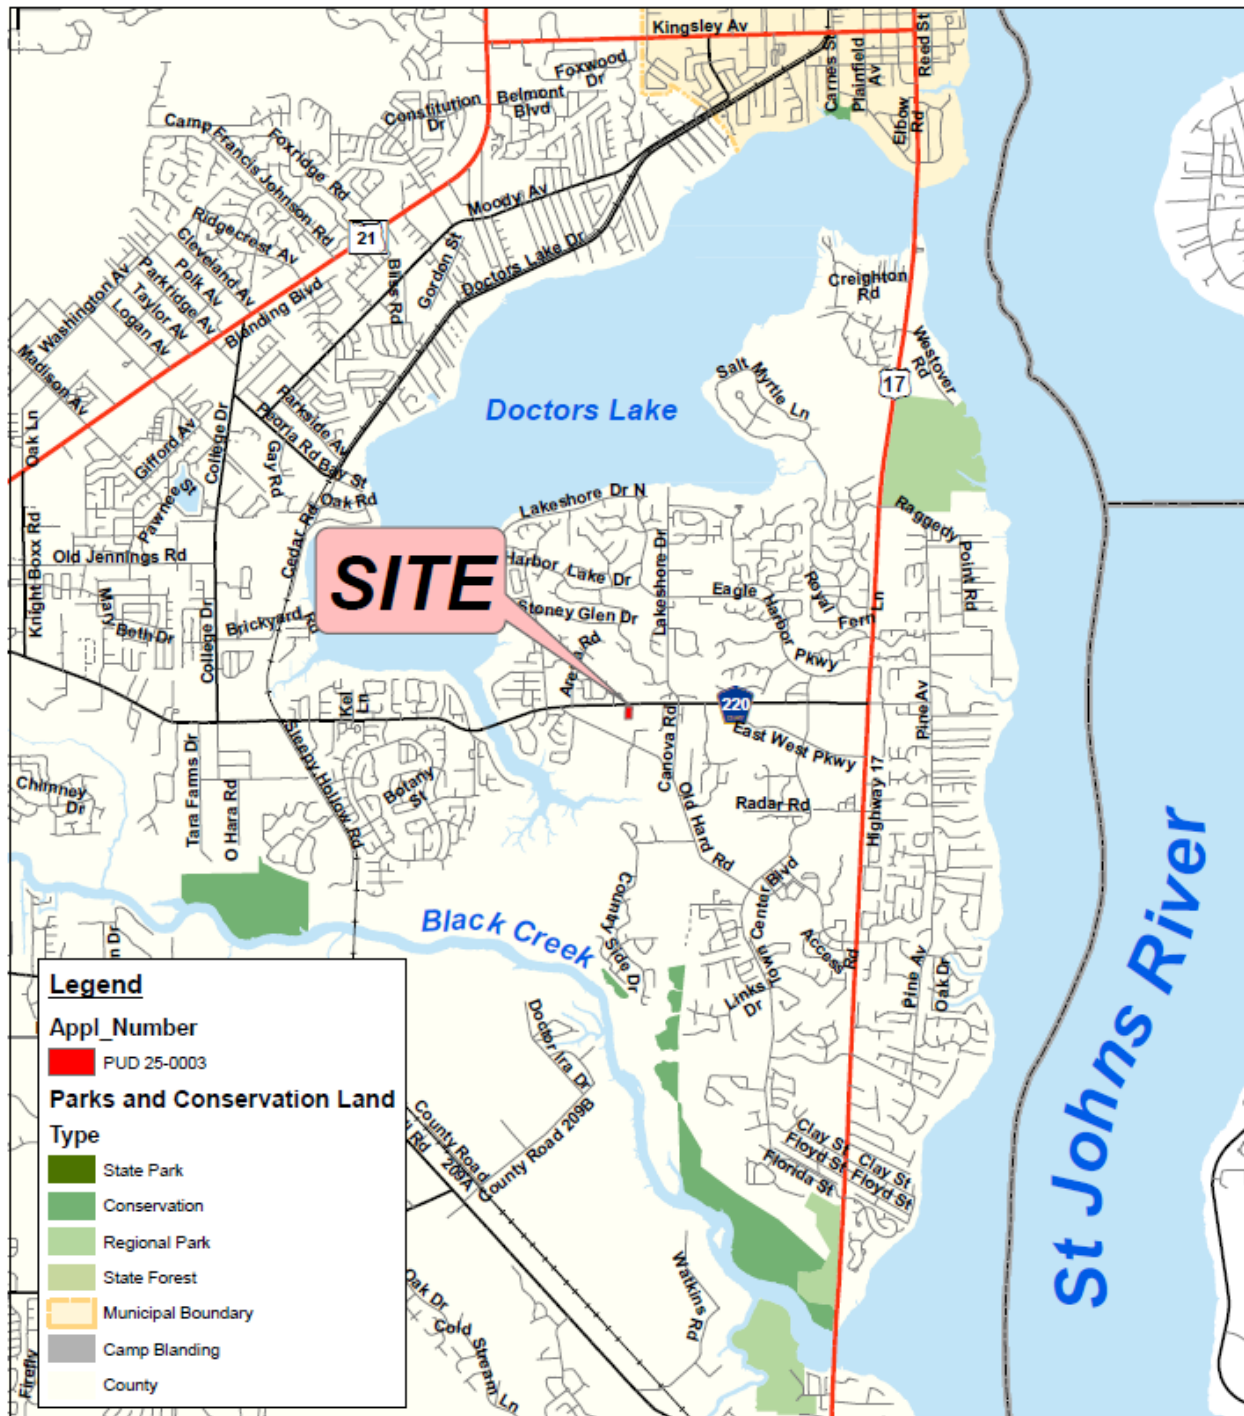 Kingsley Av
Reed St
Carnes St
Plainfield
Av
Foxwood
Dr
Belmont
Blvd
Constitution
Dr
Elbow
Rd
Camp Francis Johnson Rd
Foxridge Rd
Moody Av
21
Ridgecrest Av
Cleveland Av
Polk Av
Parkridge Av
Taylor Av
Logan Av
Washington Av
Madison Av
Blanding Blvd
Bliss Rd
Gordon St
Doctors Lake Dr
Creighton
Rd
Westover
Rd
17
Salt Myrtle Ln
Doctors Lake
Oak Ln
Gifford Av
College Dr
Parkside Av
Peoria Rd
Bay St
Gay Rd
Pawnee St
Oak Rd
Lakeshore Dr N
Raggedy
Point Rd
Knight Boxx Rd
Old Jennings Rd
Cedar Rd
SITE
Harbor Lake Dr
Lakeshore Dr
Eagle
Harbor Pkwy
Royal
Fern Ln
Stoney Glen Dr
Mary
Beth Dr
College Dr
Brickyard
Rd
Kel
Ln
220
Canova Rd
East West Pkwy
Pine Av
Sleepy Hollow Rd
Botany
St
Chimney
Dr
Tara Farms Dr
O Hara Rd
Radar Rd
Highway 17
Old Hard Rd
Town Center Blvd
Country Side Dr
Black Creek
Access
Rd
Pine Av
Oak Dr
Links
Dr
St Johns River
Doctor Ira Dr
County Road
209A
County Road 209B
Clay St
Clay St
Floyd St
Floyd St
Florida St
Watkins Rd
Oak Dr
Cold Stream Ln
Firefly
Legend
Appl_Number
PUD 25-0003
Parks and Conservation Land
Type
State Park
Conservation
Regional Park
State Forest
Municipal Boundary
Camp Blanding
County